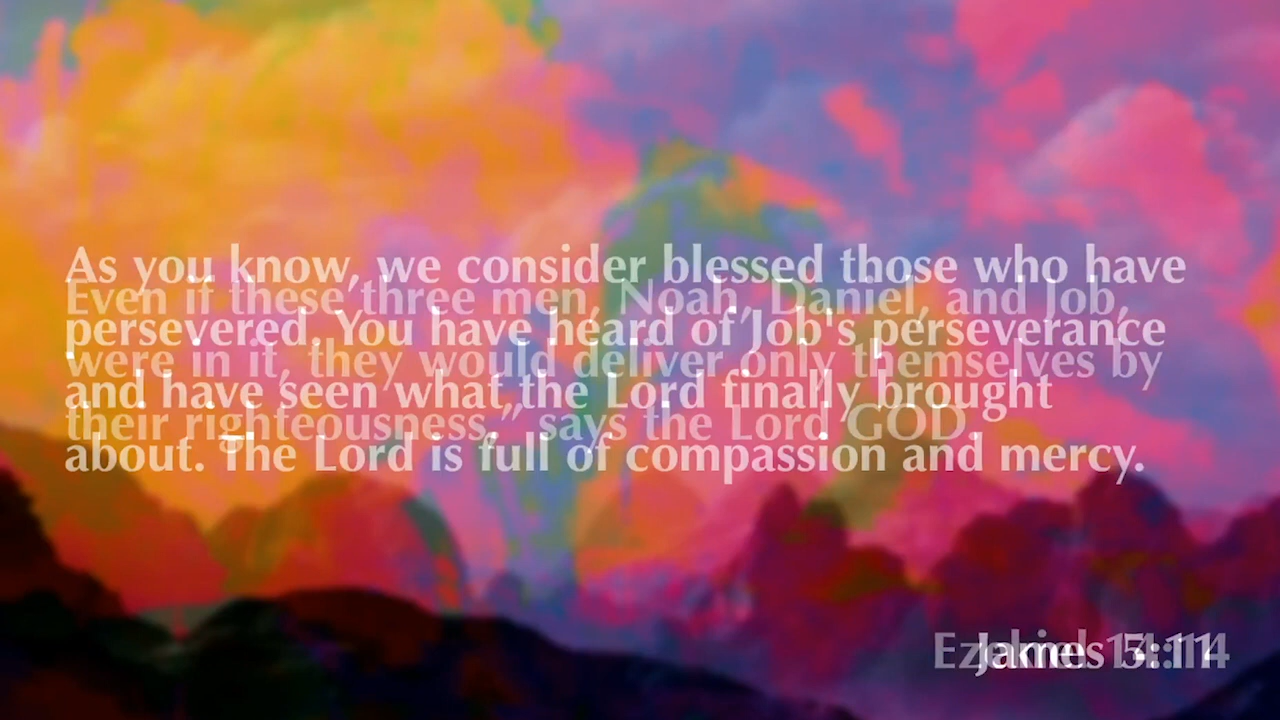 As you know, we consider blessed those who have
Even if these three men, Noah, Daniel, and Job,
persevered. You have heard of Job's perseverance
were in it, they would deliver only themselves by
and have seen what the Lord finally brought
their righteousness," says the Lord GOD.
about. The Lord is full of compassion and mercy.
Ezekiel 14:14
James 5:11